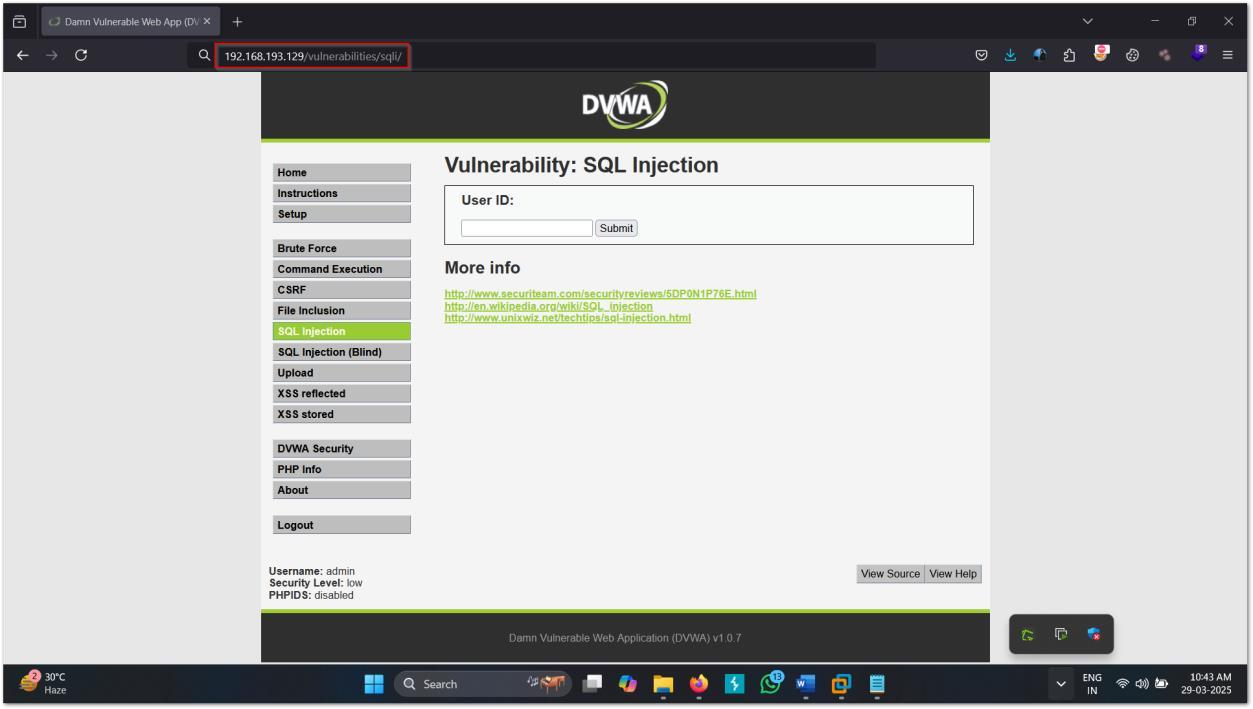 Damn Vulnerable Web App (DV
192.168.193.129/vulnerabilities/sqli/
8
DVWA
Home
Instructions
Setup
Brute Force
Command Execution
CSRF
File Inclusion
SQL Injection
SQL Injection (Blind)
Upload
XSS reflected
XSS stored
DVWA Security
PHP Info
About
Logout
Vulnerability: SQL Injection
User ID:
Submit
More info
http://www.securiteam.com/securityreviews/5DP0N1P76E.html
http://en.wikipedia.org/wiki/SQL_injection
http://www.unixwiz.net/techtips/sql-injection.html
Username: admin
Security Level: low
PHPIDS: disabled
View Source View Help
Damn Vulnerable Web Application (DVWA) v1.0.7
2
30°C
Haze
Search
13
ENG
IN
10:43 AM
29-03-2025